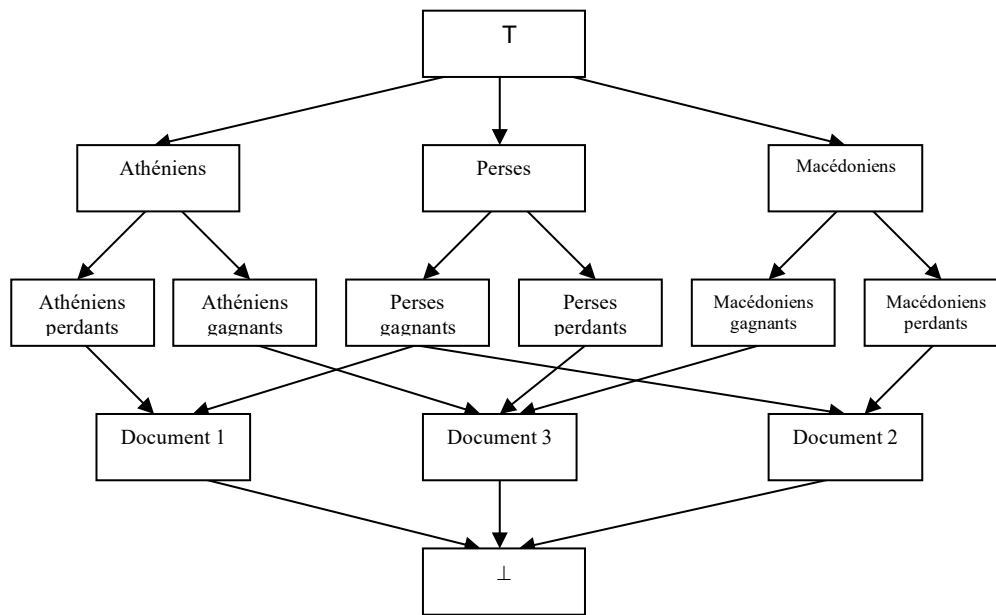 T
Athéniens
Perses
Macédoniens
Athéniens
perdants
Athéniens
gagnants
Perses
gagnants
Perses
perdants
Macédoniens
gagnants
Macédoniens
perdants
Document 1
Document 3
Document 2
⊥